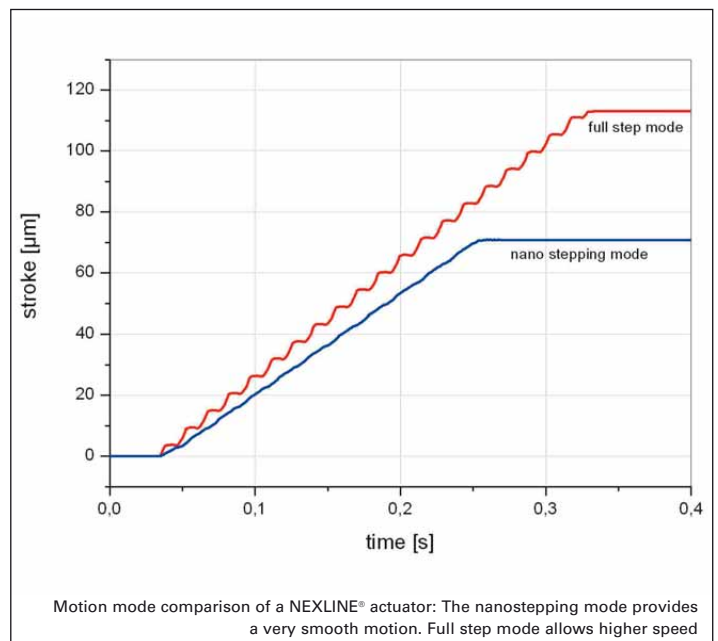 120
100
80
60
40
20
0
stroke [µm]
full step mode
nano stepping mode
0,0
0,1
0,2
0,3
0,4
time [s]
Motion mode comparison of a NEXLINE® actuator: The nanostepping mode provides
a very smooth motion. Full step mode allows higher speed